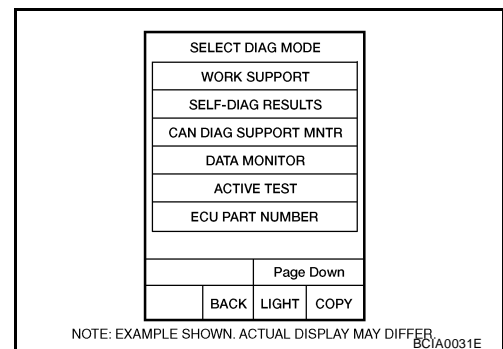 SELECT DIAG MODE
WORK SUPPORT
SELF-DIAG RESULTS
CAN DIAG SUPPORT MNTR
DATA MONITOR
ACTIVE TEST
ECU PART NUMBER
Page Down
BACK LIGHT COPY
NOTE: EXAMPLE SHOWN. ACTUAL DISPLAY MAY DIFFER.
BCIA0031E